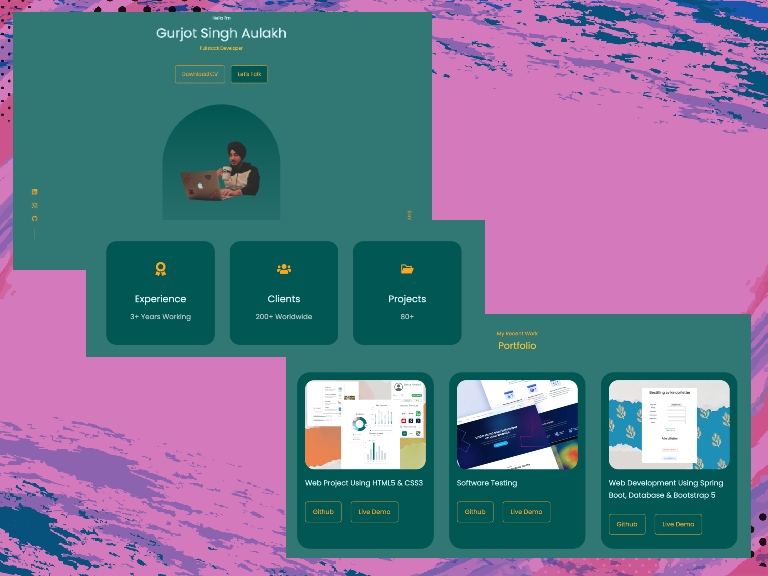 Hello I'm
Gurjot Singh Aulakh
Fullstack Developer
Download CV
Let's Talk
Experience
3+ Years Working
Clients
200+ Worldwide
Projects
80+
My Recent Work
Portfolio
Web Project Using HTML5 & CSS3
Github
Live Demo
Software Testing
Github
Live Demo
Web Development Using Spring
Boot, Database & Bootstrap 5
Github
Live Demo